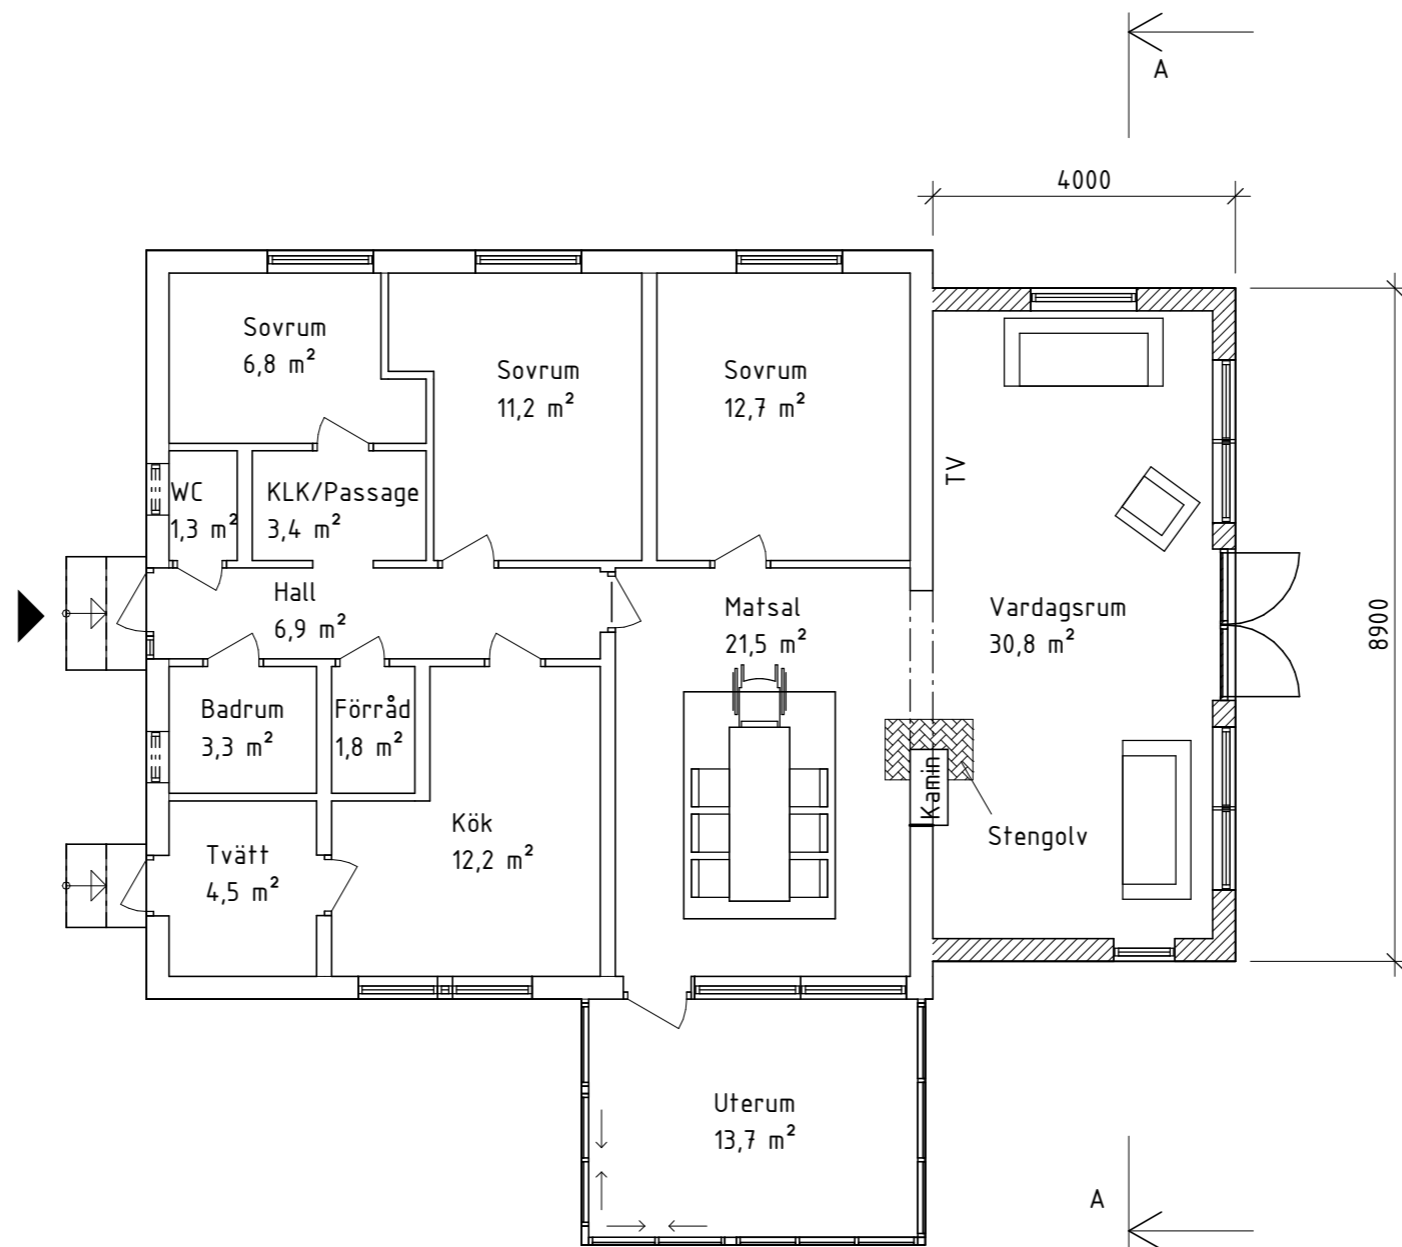 A
4000
Sovrum
6,8 m²
Sovrum
11,2 m²
Sovrum
12,7 m²
TV
WC
1,3 m²
KLK/Passage
3,4 m²
Hall
6,9 m²
Matsal
21,5 m²
Vardagsrum
30,8 m²
8900
Badrum
3,3 m²
Förråd
1,8 m²
Kamin
Stengolv
Kök
12,2 m²
Tvätt
4,5 m²
Uterum
13,7 m²
A